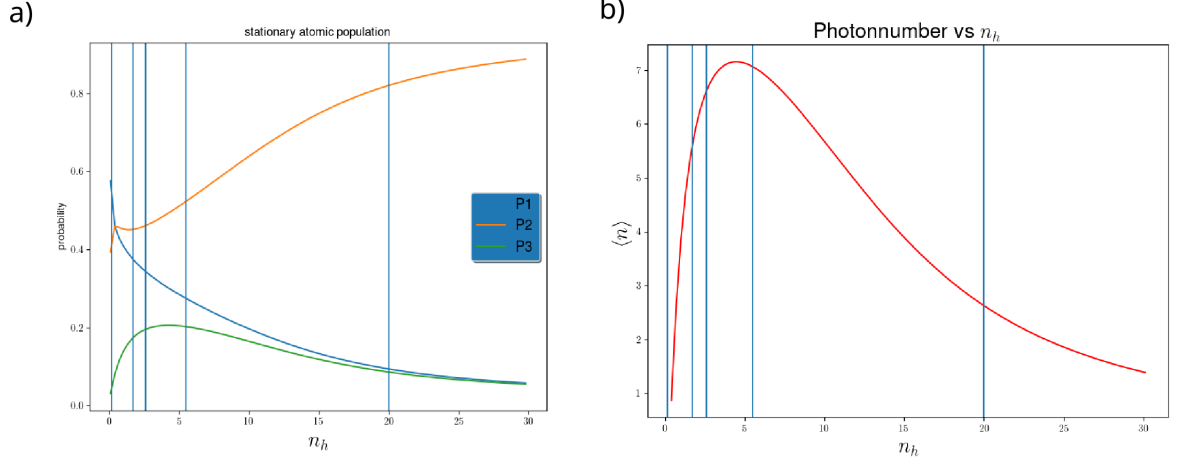 a)
stationary atomic population
probability
0.8
0.6
0.4
0.2
0.0
P1
P2
P3
0 5 10 15 20 25 30
n_h
b)
Photonnumber vs n_h
⟨n⟩
7
6
5
4
3
2
1
0 5 10 15 20 25 30
n_h